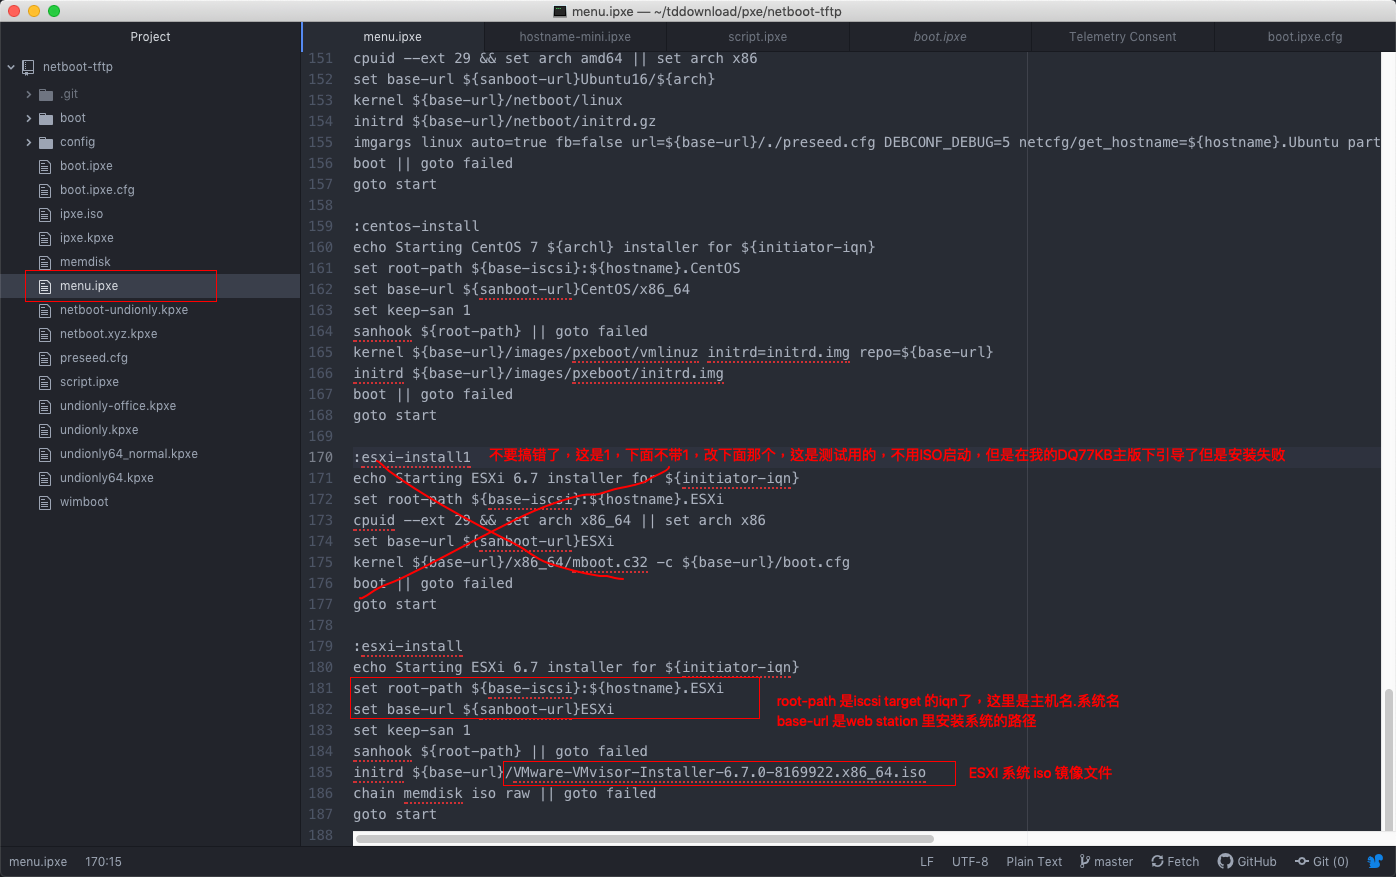 menu.ipxe — ~/tddownload/pxe/netboot-tftp
Project
menu.ipxe
hostname-mini.ipxe
script.ipxe
boot.ipxe
Telemetry Consent
boot.ipxe.cfg
netboot-tftp
.git
boot
config
boot.ipxe
boot.ipxe.cfg
ipxe.iso
ipxe.kpxe
memdisk
menu.ipxe
netboot-undionly.kpxe
netboot.xyz.kpxe
preseed.cfg
script.ipxe
undionly-office.kpxe
undionly.kpxe
undionly64_normal.kpxe
undionly64.kpxe
wimboot
151 cpuid --ext 29 && set arch amd64 || set arch x86
152 set base-url ${sanboot-url}Ubuntu16/${arch}
153 kernel ${base-url}/netboot/linux
154 initrd ${base-url}/netboot/initrd.gz
155 imgargs linux auto=true fb=false url=${base-url}/./preseed.cfg DEBCONF_DEBUG=5 netcfg/get_hostname=${hostname}.Ubuntu part
156 boot || goto failed
157 goto start
158
159 :centos-install
160 echo Starting CentOS 7 ${archl} installer for ${initiator-iqn}
161 set root-path ${base-iscsi}:${hostname}.CentOS
162 set base-url ${sanboot-url}CentOS/x86_64
163 set keep-san 1
164 sanhook ${root-path} || goto failed
165 kernel ${base-url}/images/pxeboot/vmlinuz initrd=initrd.img repo=${base-url}
166 initrd ${base-url}/images/pxeboot/initrd.img
167 boot || goto failed
168 goto start
169
170 :esxi-install1 不要搞错了，这是1，下面不带1，改下面那个，这是测试用的，不用ISO启动，但是在我的DQ77KB主版下引导了但是安装失败
171 echo Starting ESXi 6.7 installer for ${initiator-iqn}
172 set root-path ${base-iscsi}:${hostname}.ESXi
173 cpuid --ext 29 && set arch x86_64 || set arch x86
174 set base-url ${sanboot-url}ESXi
175 kernel ${base-url}/x86_64/mboot.c32 -c ${base-url}/boot.cfg
176 boot || goto failed
177 goto start
178
179 :esxi-install
180 echo Starting ESXi 6.7 installer for ${initiator-iqn}
181 set root-path ${base-iscsi}:${hostname}.ESXi
root-path 是iscsi target 的iqn了，这里是主机名.系统名
182 set base-url ${sanboot-url}ESXi
base-url 是web station 里安装系统的路径
183 set keep-san 1
184 sanhook ${root-path} || goto failed
185 initrd ${base-url}/VMware-VMvisor-Installer-6.7.0-8169922.x86_64.iso ESXI 系统 iso 镜像文件
186 chain memdisk iso raw || goto failed
187 goto start
188
menu.ipxe 170:15
LF UTF-8 Plain Text master Fetch GitHub Git (0)